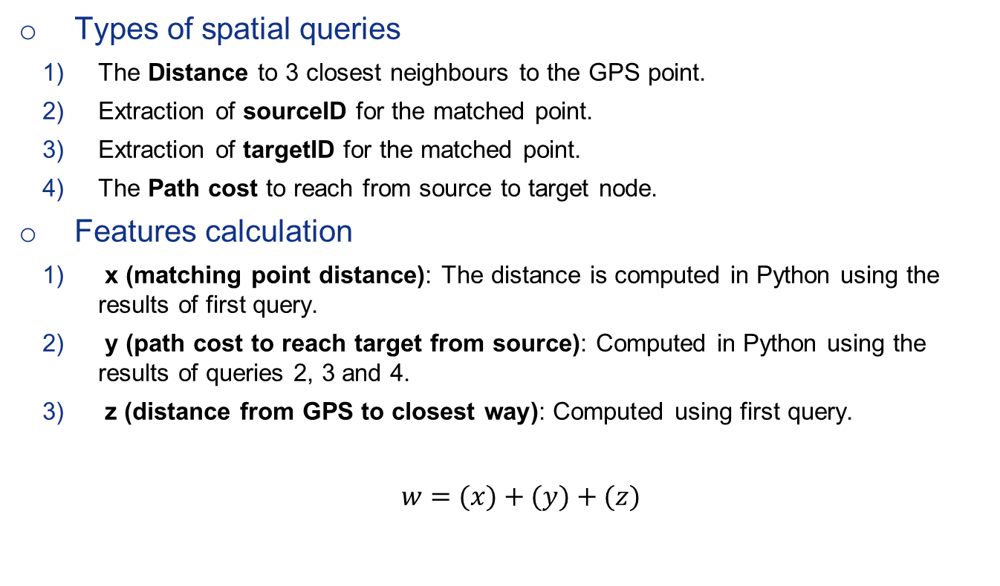 o Types of spatial queries
1) The Distance to 3 closest neighbours to the GPS point.
2) Extraction of sourceID for the matched point.
3) Extraction of targetID for the matched point.
4) The Path cost to reach from source to target node.
o Features calculation
1) x (matching point distance): The distance is computed in Python using the
results of first query.
2) y (path cost to reach target from source): Computed in Python using the
results of queries 2, 3 and 4.
3) z (distance from GPS to closest way): Computed using first query.
w = (x) + (y) + (z)